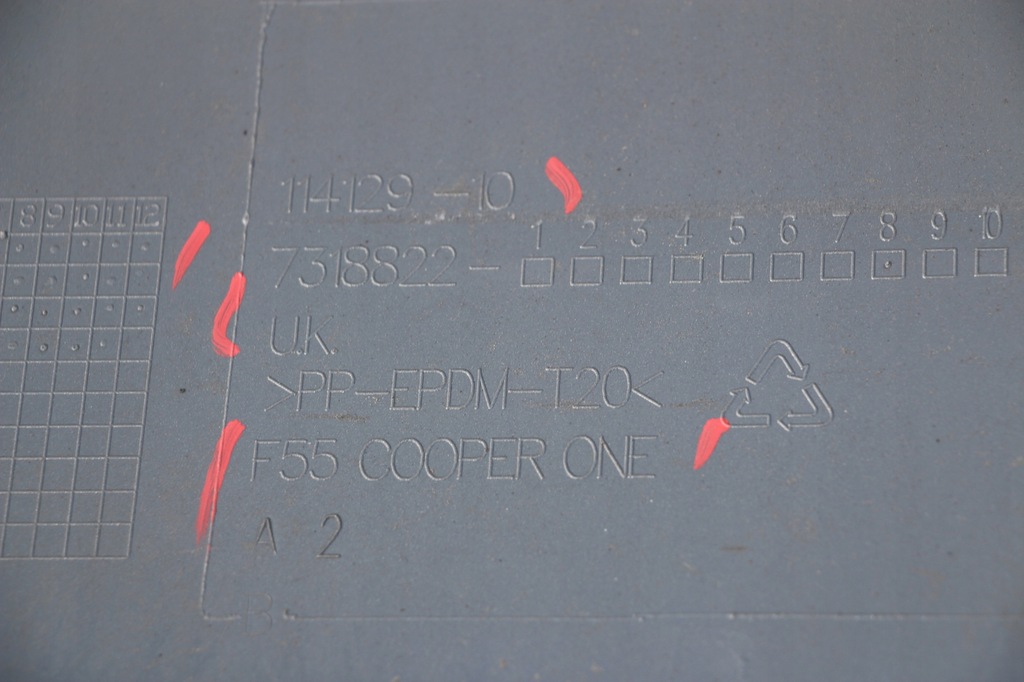 114129 -10
8 9 10 11 12
1 2 3 4 5 6 7 8 9 10
7318822 -
U.K.
>PP-EPDM-T20<
F55 COOPER ONE
A 2